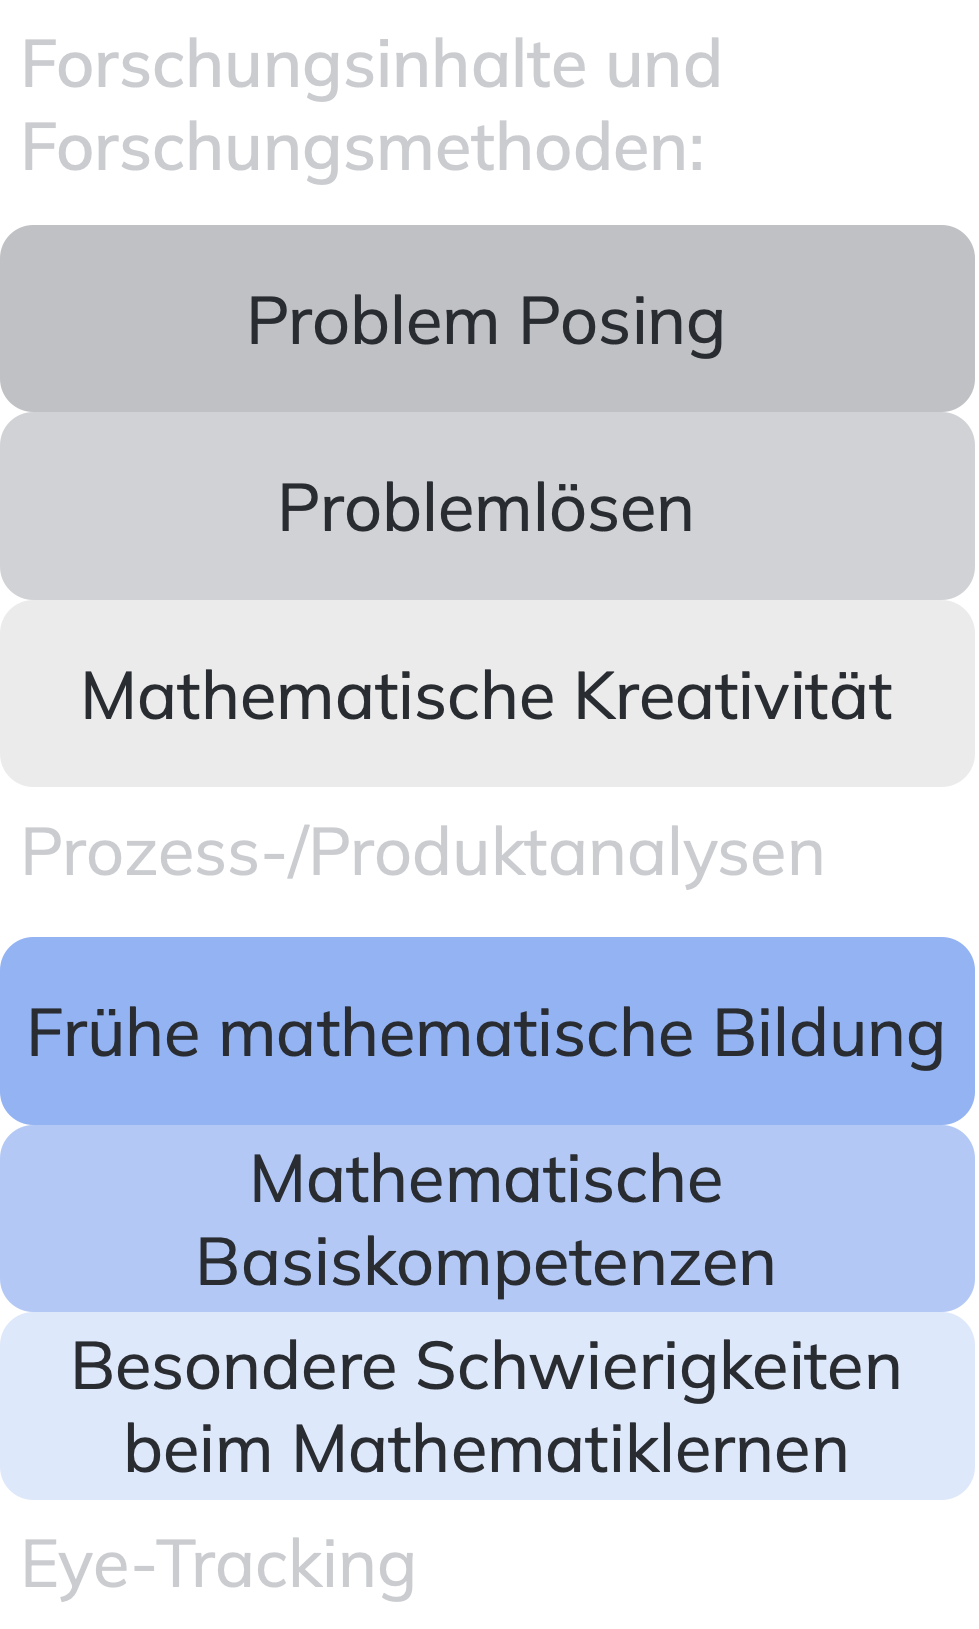 Forschungsinhalte und
Forschungsmethoden:
Problem Posing
Problemlösen
Mathematische Kreativität
Prozess-/Produktanalysen
Frühe mathematische Bildung
Mathematische
Basiskompetenzen
Besondere Schwierigkeiten
beim Mathematiklernen
Eye-Tracking